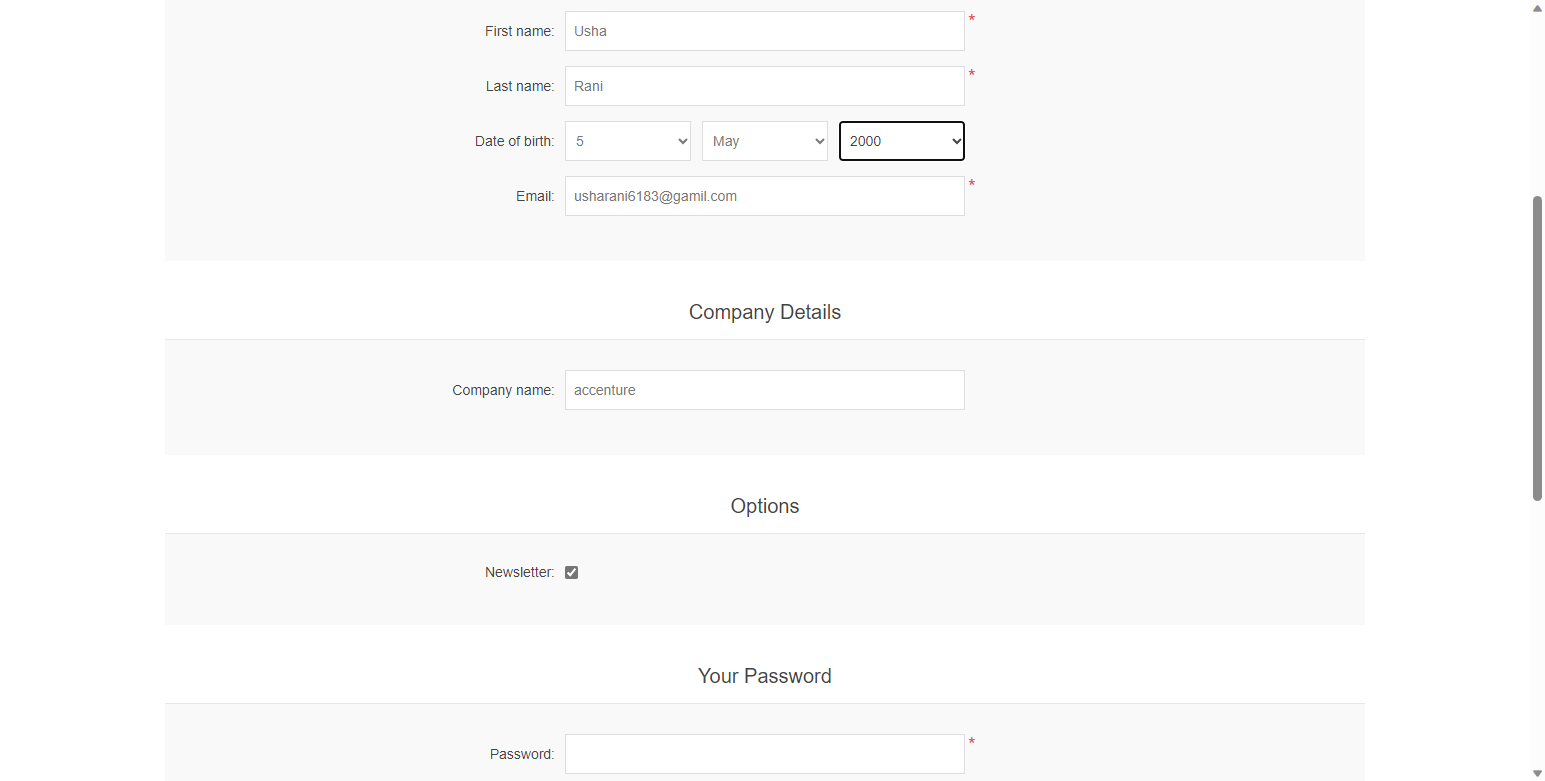 First name: Usha *
Last name: Rani *
Date of birth: 5 May 2000
Email: usharani6183@gamil.com *
Company Details
Company name: accenture
Options
Newsletter:
Your Password
Password: *